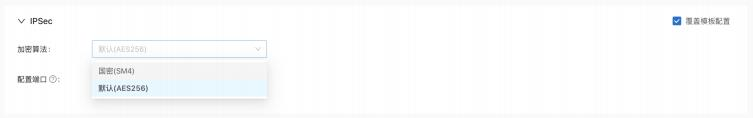 IPSec
覆盖模板配置
加密算法:
默认(AES256)
国密(SM4)
配置端口 ?:
默认(AES256)